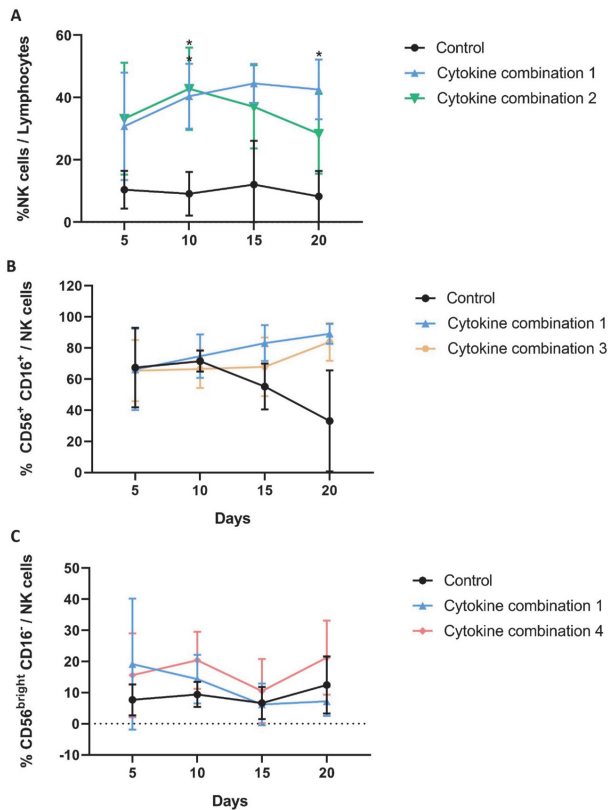 A
%NK cells / Lymphocytes
60
40
20
0
5 10 15 20
*
*
*
Control
Cytokine combination 1
Cytokine combination 2
B
% CD56⁺ CD16⁺ / NK cells
120
100
80
60
40
20
0
5 10 15 20
Days
Control
Cytokine combination 1
Cytokine combination 3
C
% CD56ᵇʳⁱᵍʰᵗ CD16⁻ / NK cells
50
40
30
20
10
0
-10
5 10 15 20
Days
Control
Cytokine combination 1
Cytokine combination 4